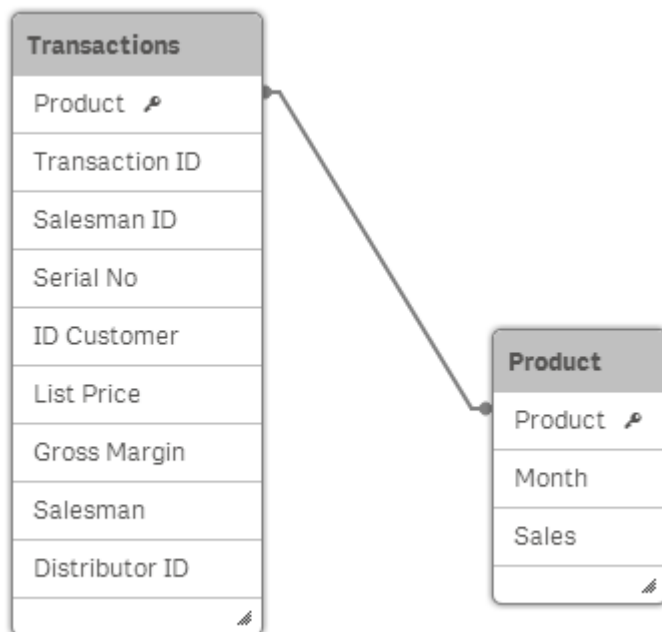 Transactions
Product
Transaction ID
Salesman ID
Serial No
ID Customer
List Price
Gross Margin
Salesman
Distributor ID
Product
Product
Month
Sales